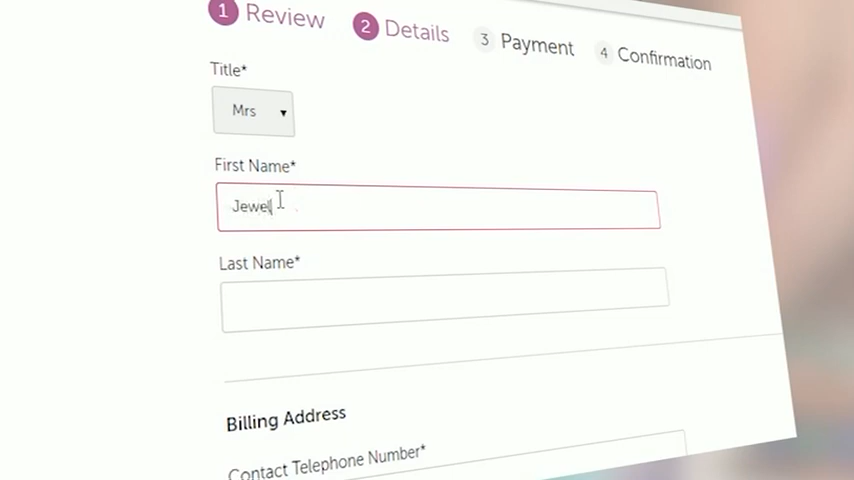 1 Review 2 Details 3 Payment 4 Confirmation
Title*
Mrs
First Name*
Jewel
Last Name*
Billing Address
Contact Telephone Number*